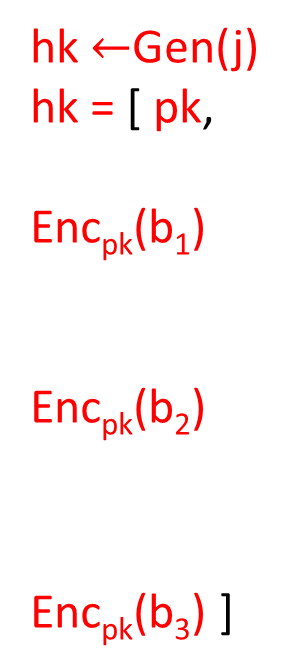 hk ←Gen(j)
hk = [ pk,
Enc_pk(b_1)
Enc_pk(b_2)
Enc_pk(b_3) ]